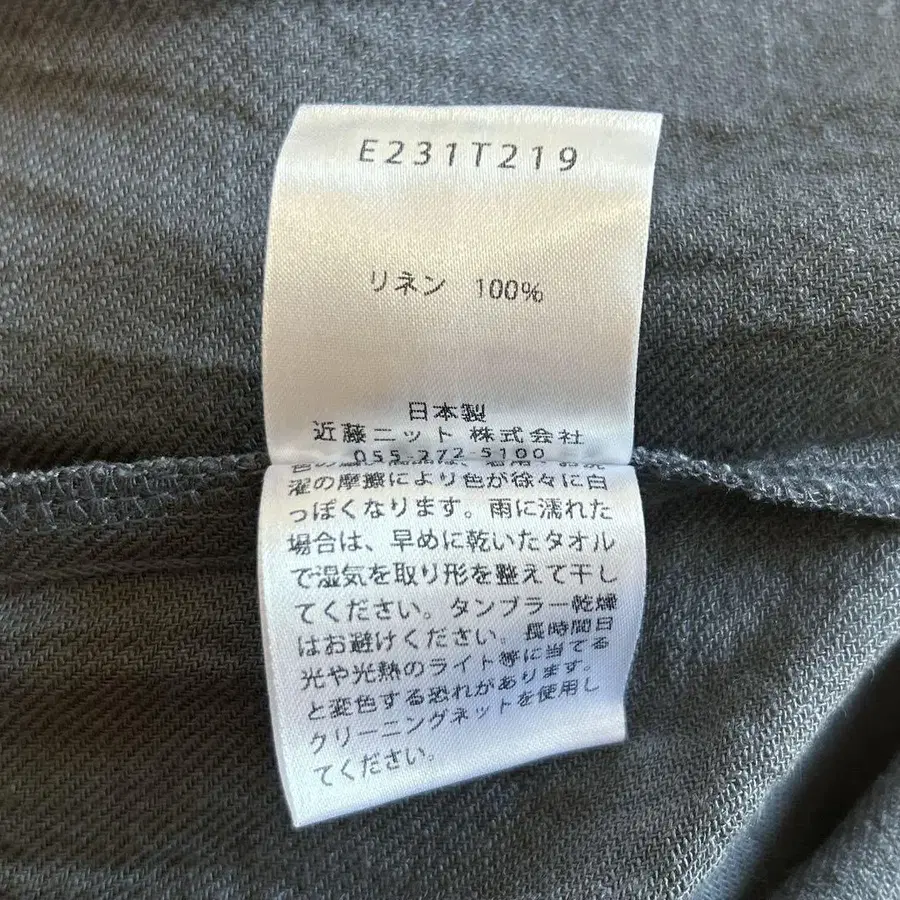 E231T219
リネン 100%
日本製
近藤ニット 株式会社
055-272-5100
濯の摩擦により色が徐々に白
っぽくなります。雨に濡れた
場合は、早めに乾いたタオル
で湿気を取り形を整えて干し
てください。タンブラー乾燥
はお避けください。長時間日
光や光熱のライト等に当てる
と変色する恐れがあります。
クリーニングネットを使用し
てください。